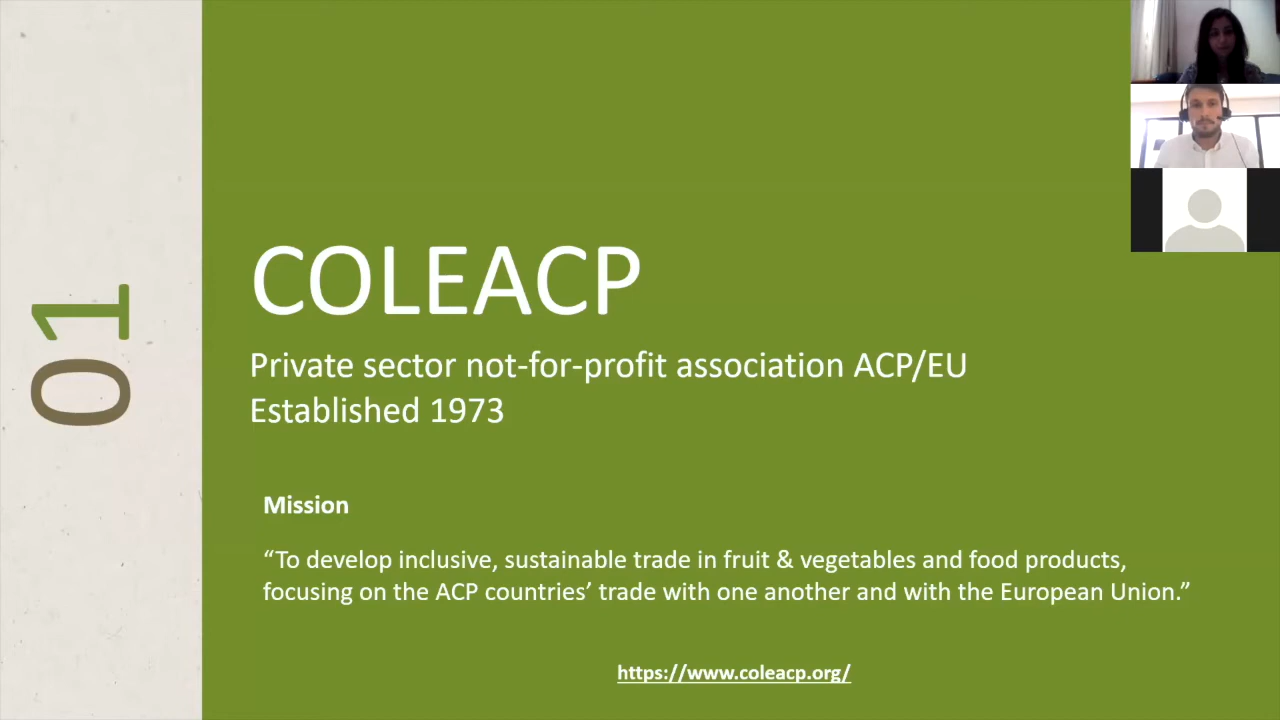 01
COLEACP
Private sector not-for-profit association ACP/EU
Established 1973
Mission
“To develop inclusive, sustainable trade in fruit & vegetables and food products,
focusing on the ACP countries’ trade with one another and with the European Union.”
https://www.coleacp.org/